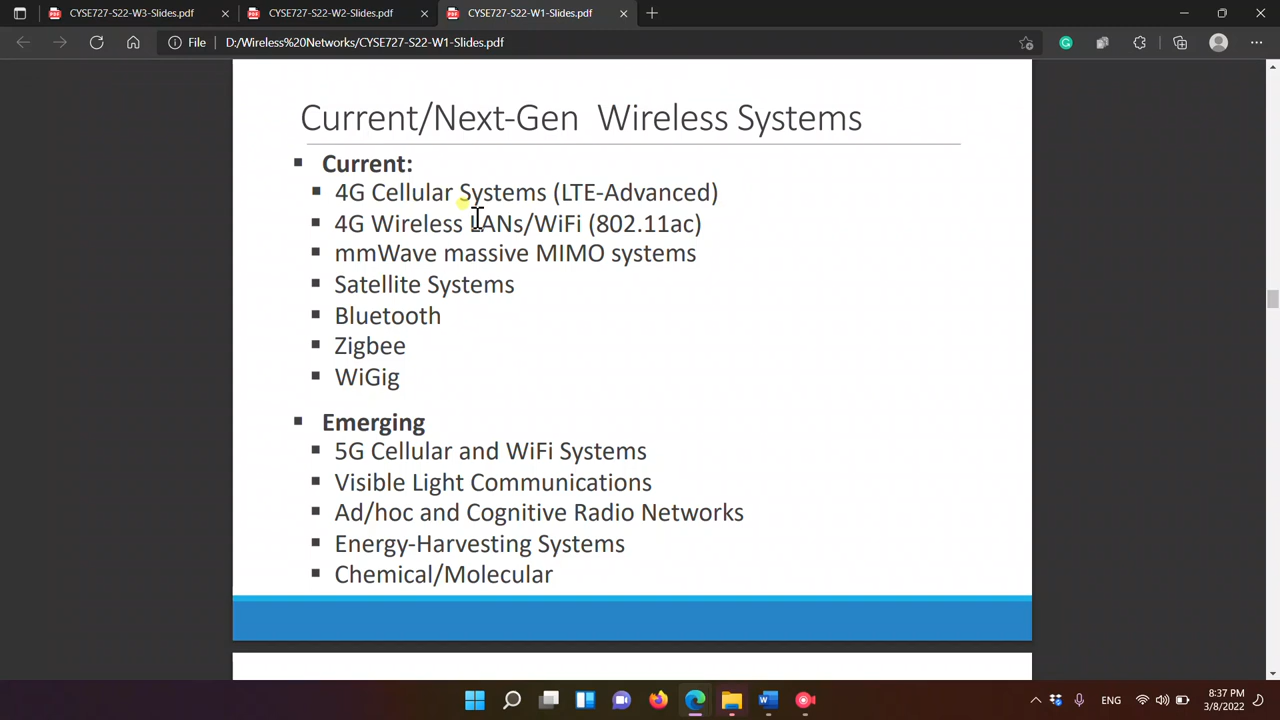 CYSE727-S22-W3-Slides.pdf
CYSE727-S22-W2-Slides.pdf
CYSE727-S22-W1-Slides.pdf
File D:/Wireless%20Networks/CYSE727-S22-W1-Slides.pdf
Current/Next-Gen Wireless Systems
Current:
4G Cellular Systems (LTE-Advanced)
4G Wireless LANs/WiFi (802.11ac)
mmWave massive MIMO systems
Satellite Systems
Bluetooth
Zigbee
WiGig
Emerging
5G Cellular and WiFi Systems
Visible Light Communications
Ad/hoc and Cognitive Radio Networks
Energy-Harvesting Systems
Chemical/Molecular
ENG
8:37 PM
3/8/2022